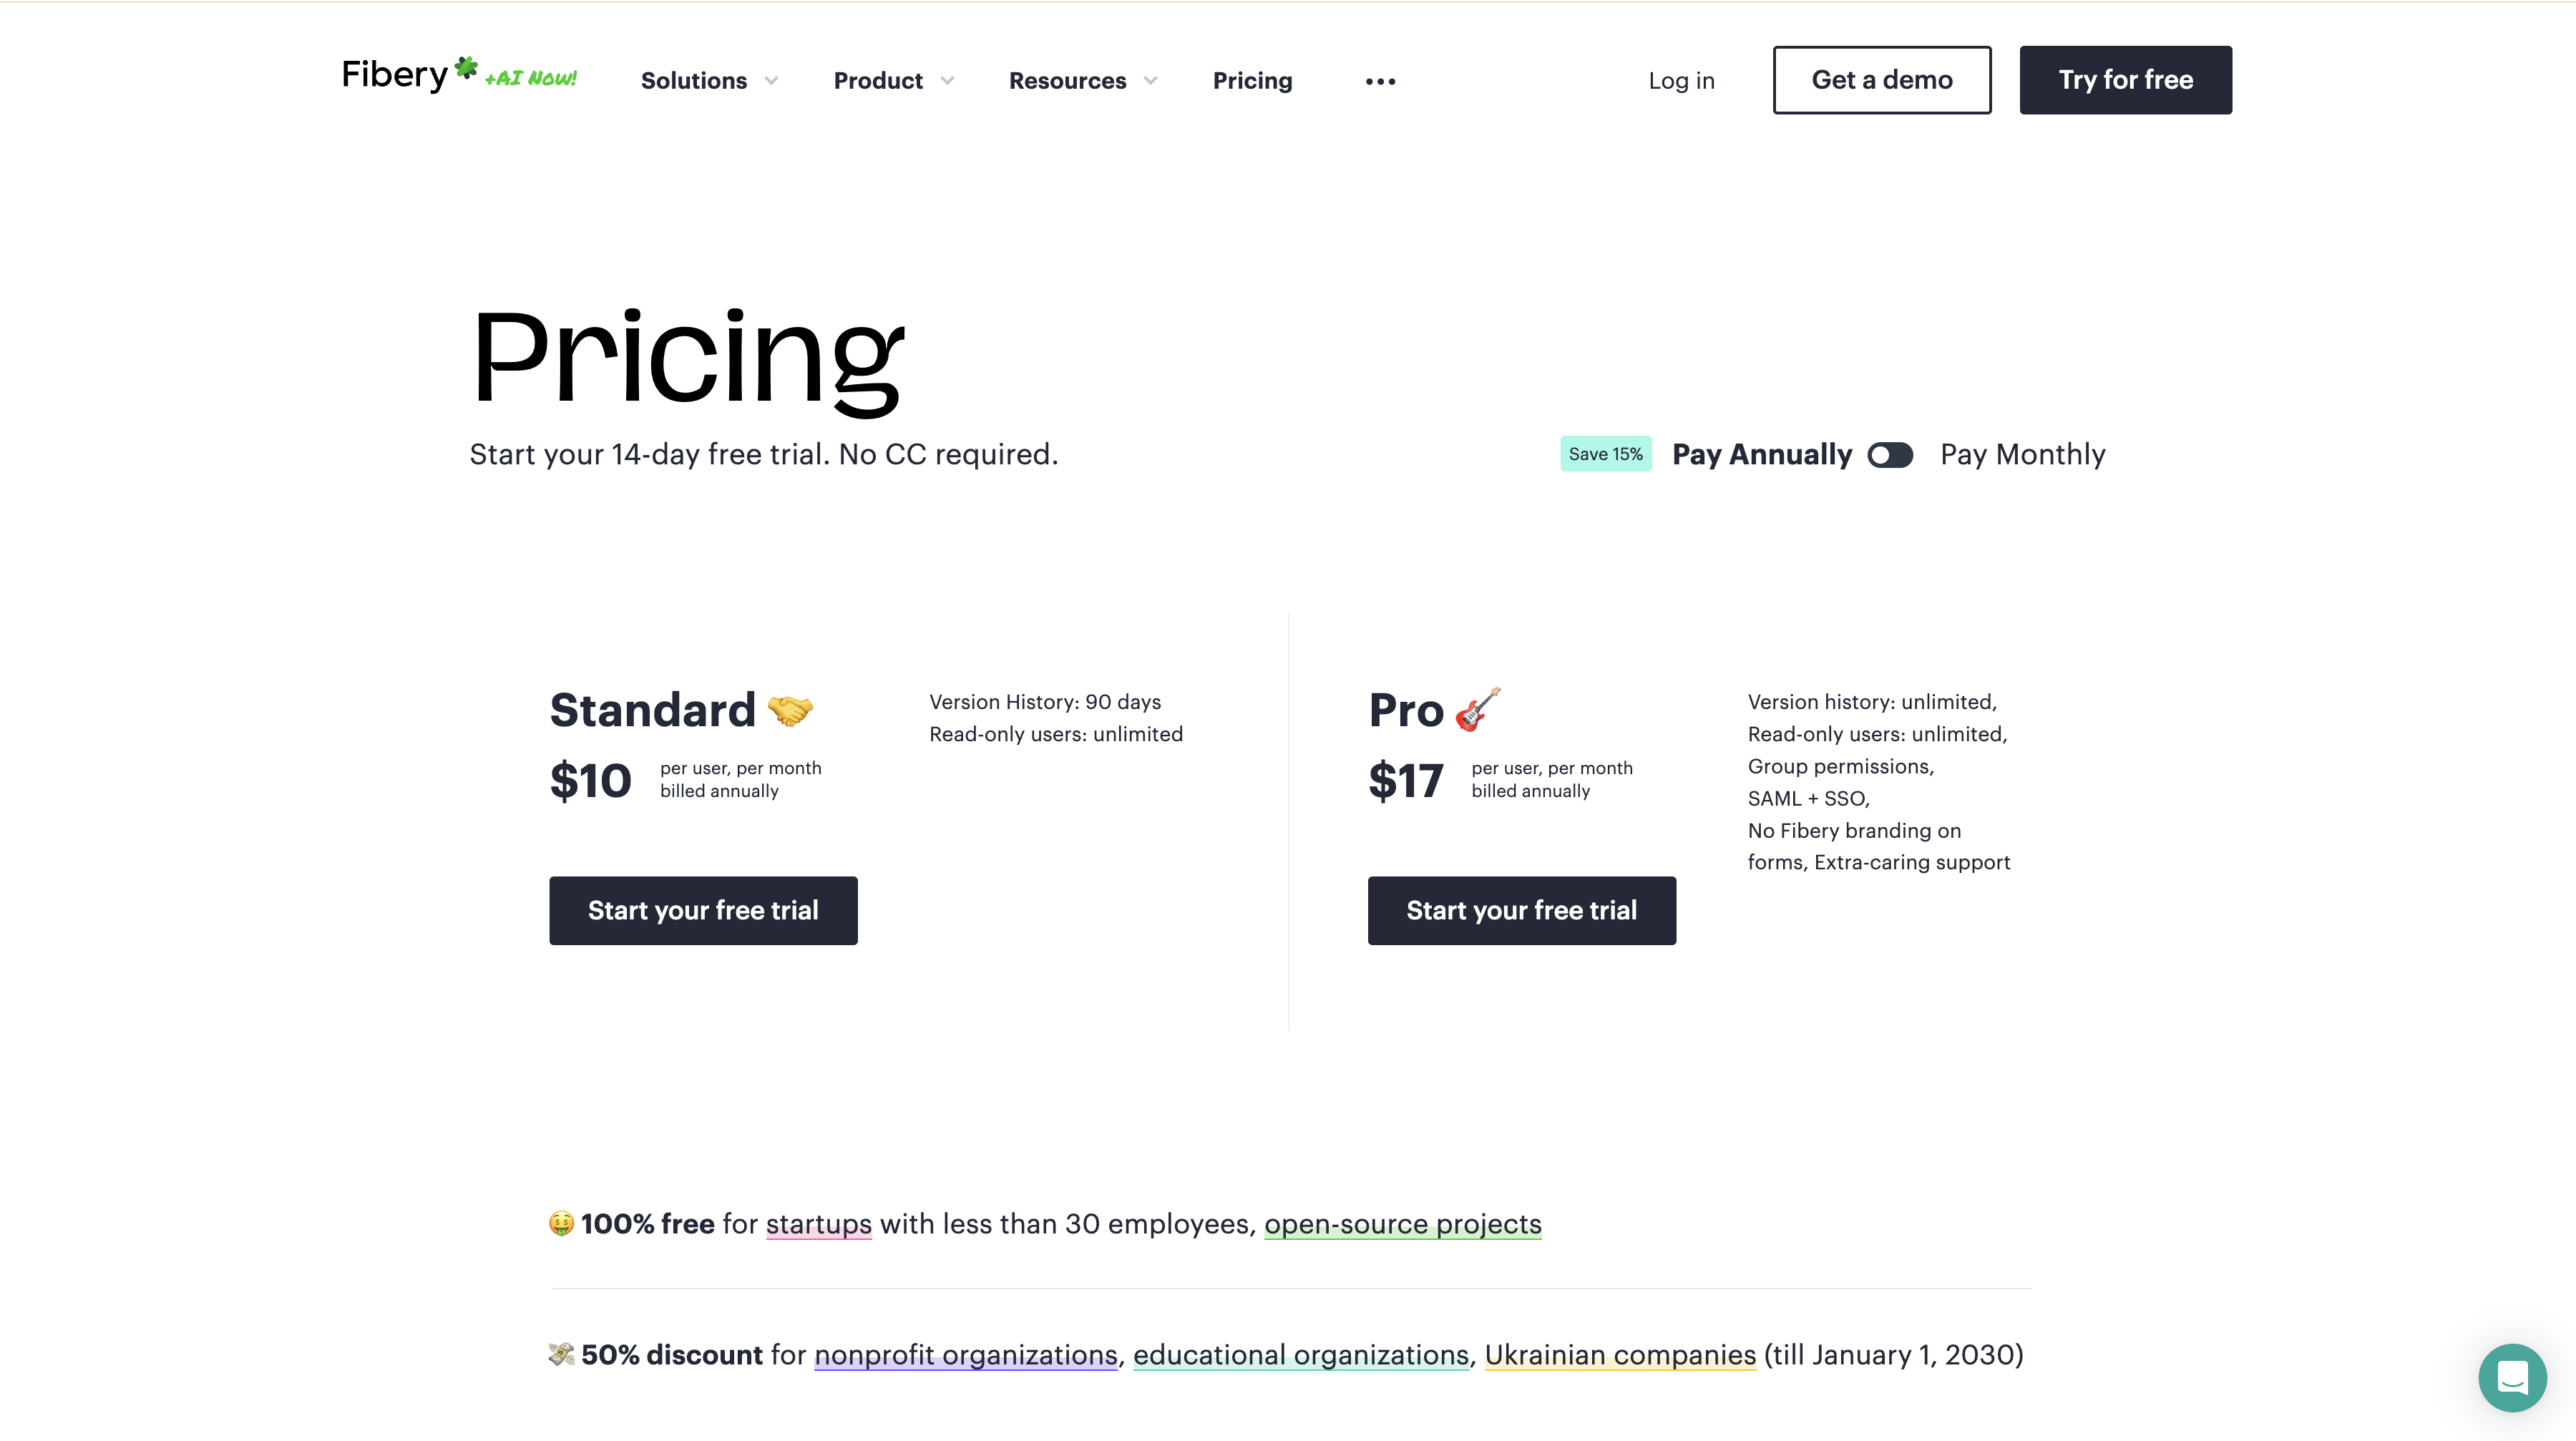 Fibery +AI Now!
Solutions
Product
Resources
Pricing
Log in
Get a demo
Try for free
Pricing
Start your 14-day free trial. No CC required.
Save 15%
Pay Annually
Pay Monthly
Standard
$10
per user, per month
billed annually
Version History: 90 days
Read-only users: unlimited
Start your free trial
Pro
$17
per user, per month
billed annually
Version history: unlimited,
Read-only users: unlimited,
Group permissions,
SAML + SSO,
No Fibery branding on
forms, Extra-caring support
Start your free trial
100% free for startups with less than 30 employees, open-source projects
50% discount for nonprofit organizations, educational organizations, Ukrainian companies (till January 1, 2030)